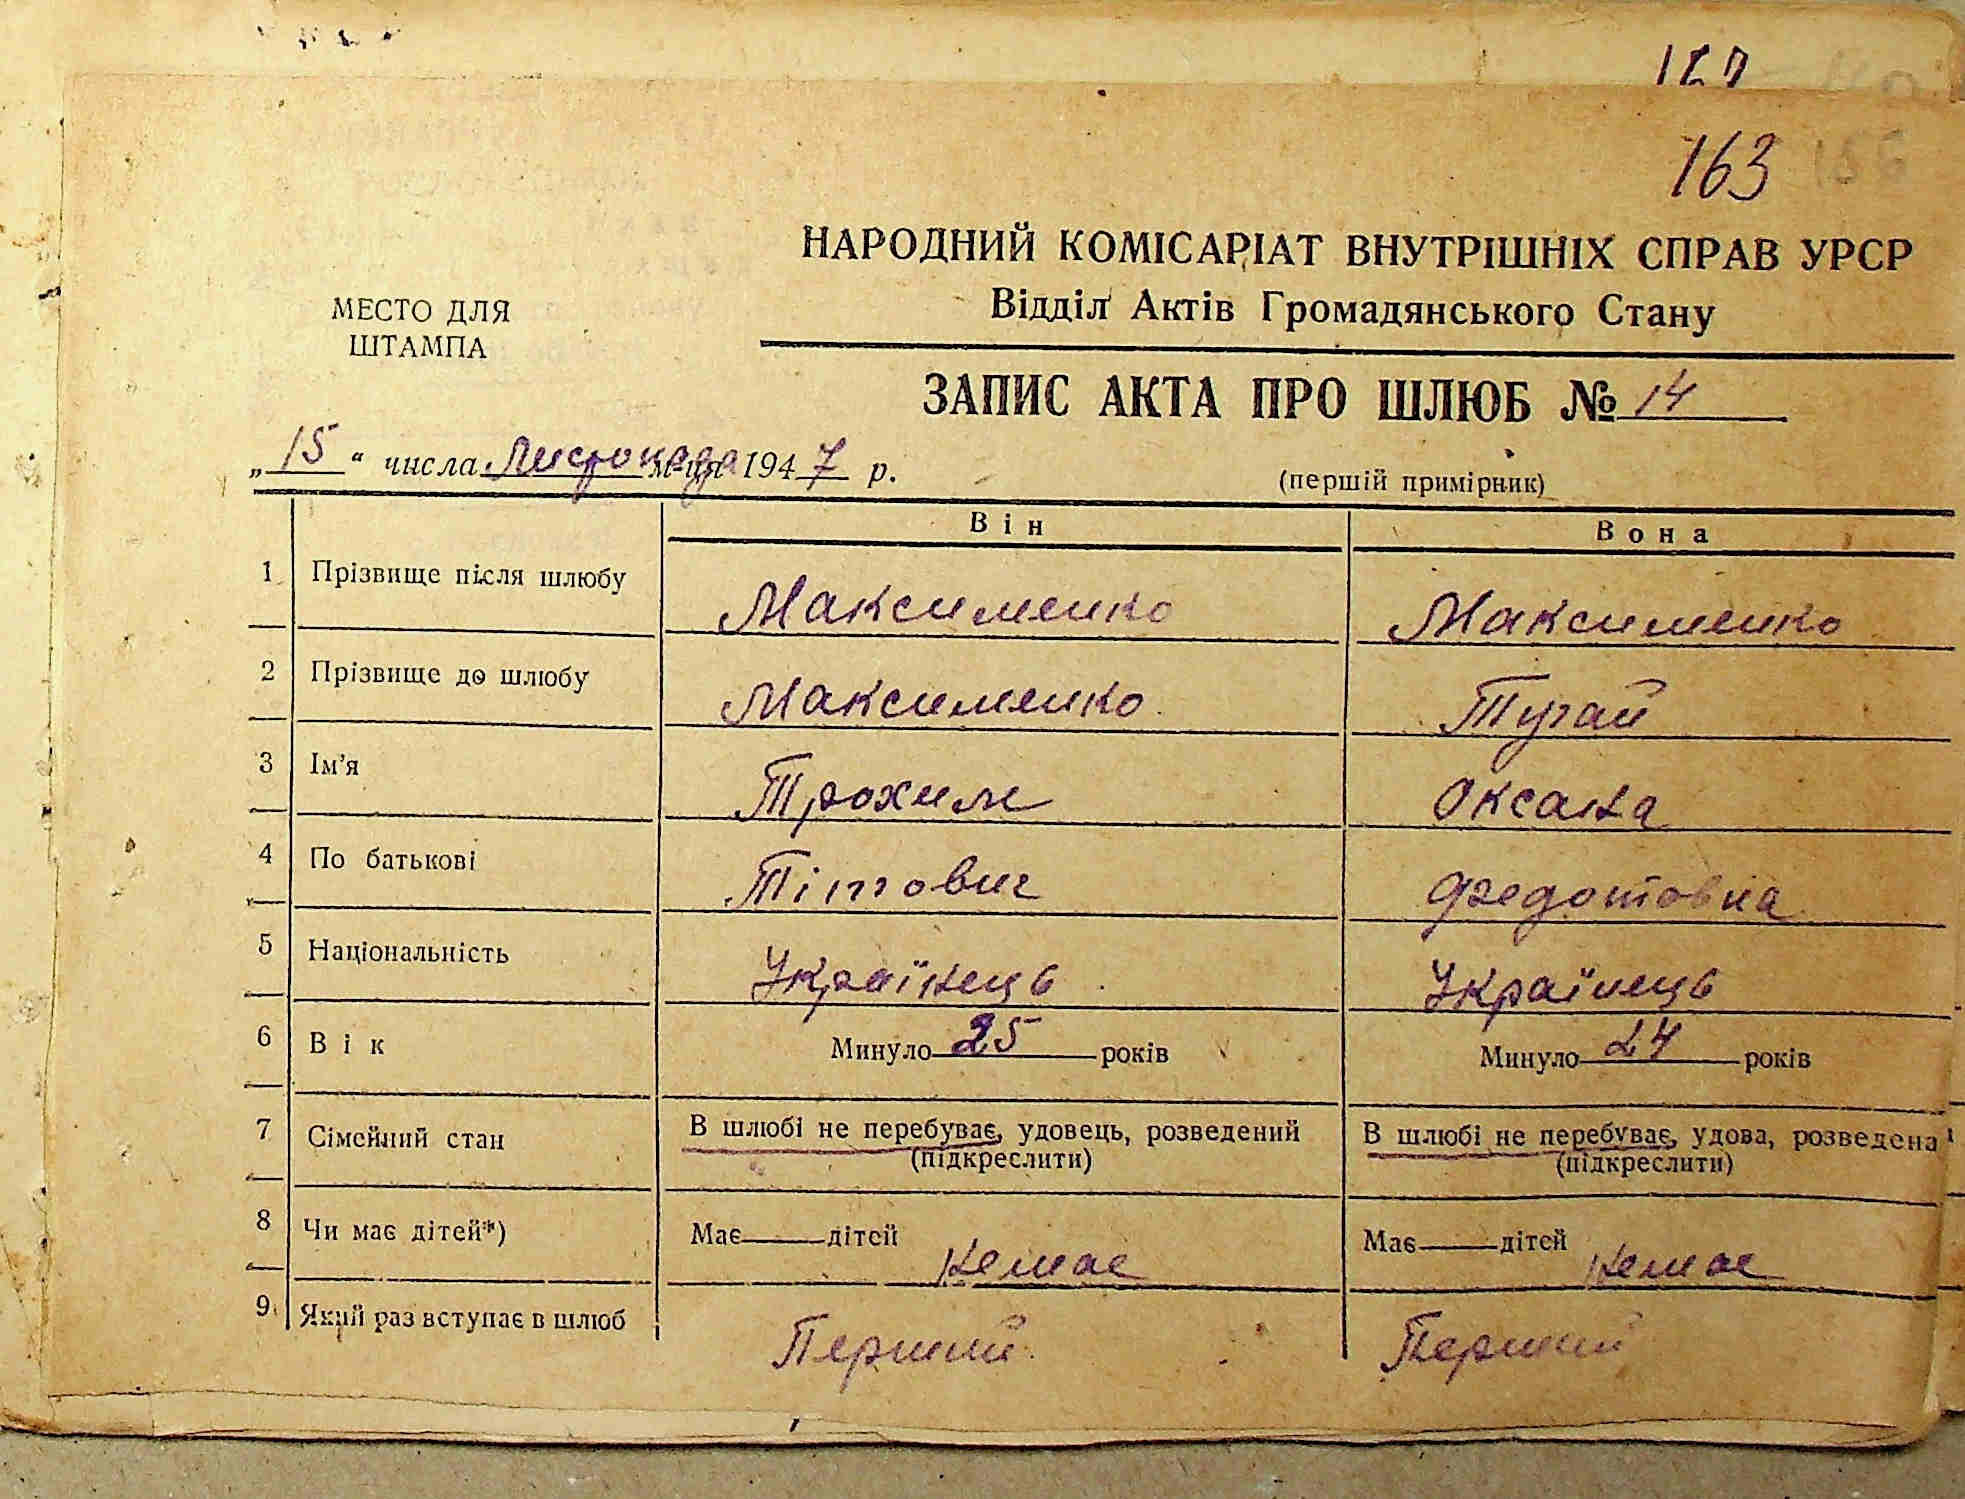 163
НАРОДНИЙ КОМІСАРІАТ ВНУТРІШНІХ СПРАВ УРСР
Відділ Актів Громадянського Стану
МЕСТО ДЛЯ
ШТАМПА
ЗАПИС АКТА ПРО ШЛЮБ № 14
„15“ числа Листопада м-ця 1947 р.
(першій примірник)
Він Вона
1 Прізвище після шлюбу Максименко Максименко
2 Прізвище до шлюбу Максименко Тугай
3 Ім'я Трохим Оксана
4 По батькові Тітович Федотовна
5 Національність Українець Українець
6 Вік Минуло 25 років Минуло 24 років
7 Сімейний стан В шлюбі не перебуває, удовець, розведений В шлюбі не перебуває, удова, розведена
(підкреслити) (підкреслити)
8 Чи має дітей*) Має дітей Немає Має дітей Немає
9 Який раз вступає в шлюб Перший Перший